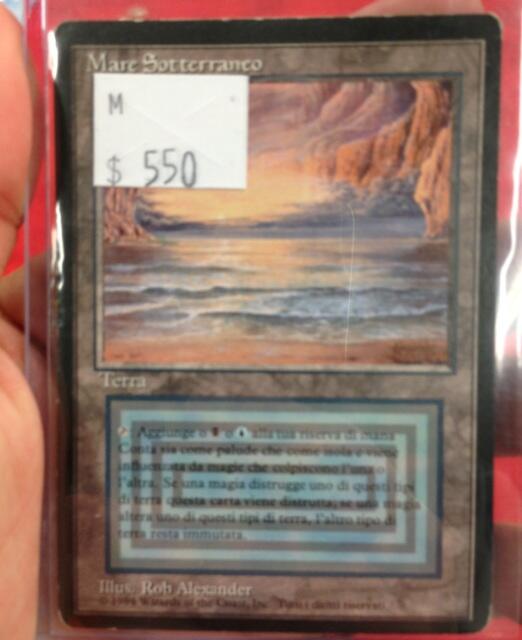 Mare Sotterraneo
M
$ 550
Terra
: Aggiunge o o alla tua riserva di mana
Conta sia come palude che come isola e viene
influenzata da magie che colpiscono l'una o
l'altra. Se una magia distrugge uno di questi tipi
di terra questa carta viene distrutta; se una magia
altera uno di questi tipi di terra, l'altro tipo di
terra resta immutata.
Illus. Rob Alexander
© 1994 Wizards of the Coast, Inc. Tutti i diritti riservati.